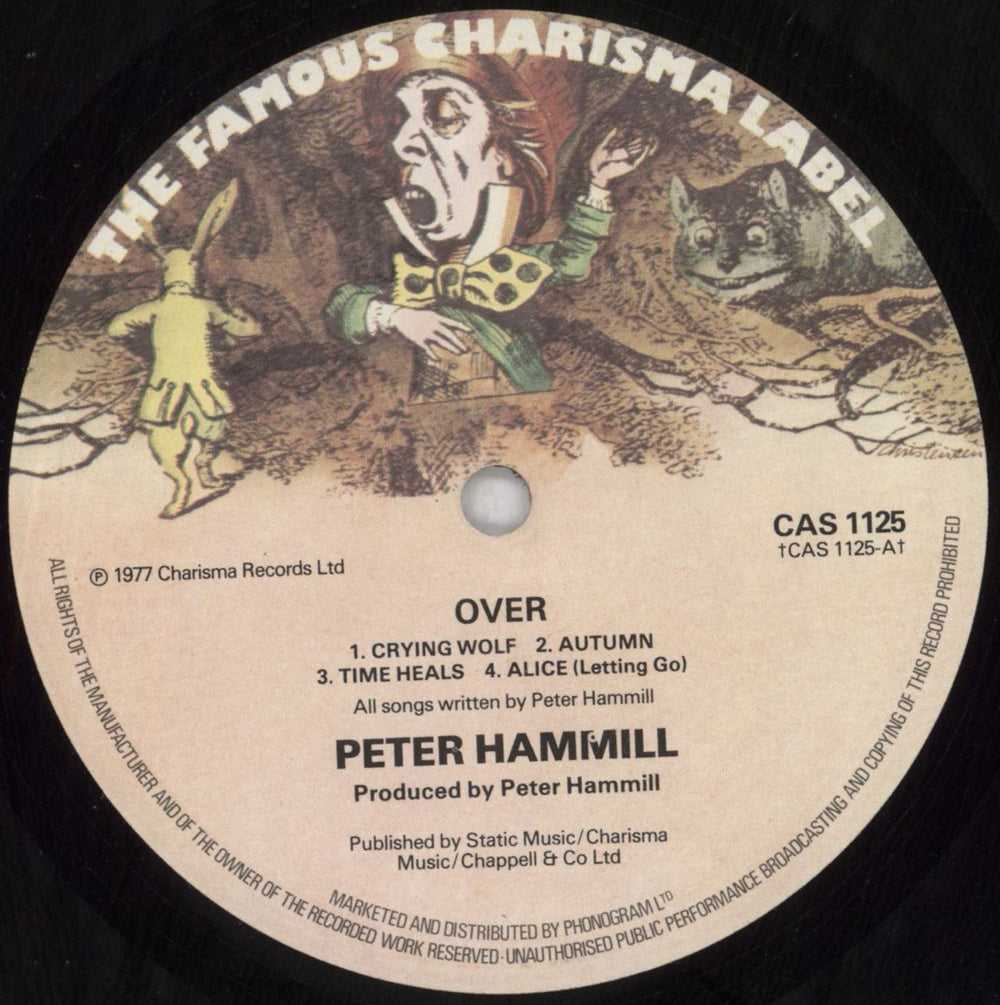 THE FAMOUS CHARISMA LABEL
Christensen
CAS 1125
†CAS 1125-A†
℗ 1977 Charisma Records Ltd
OVER
1. CRYING WOLF 2. AUTUMN
3. TIME HEALS 4. ALICE (Letting Go)
All songs written by Peter Hammill
PETER HAMMILL
Produced by Peter Hammill
Published by Static Music/Charisma
Music/Chappell & Co Ltd
MARKETED AND DISTRIBUTED BY PHONOGRAM LTD
ALL RIGHTS OF THE MANUFACTURER AND OF THE OWNER OF THE RECORDED WORK RESERVED·UNAUTHORISED PUBLIC PERFORMANCE BROADCASTING AND COPYING OF THIS RECORD PROHIBITED